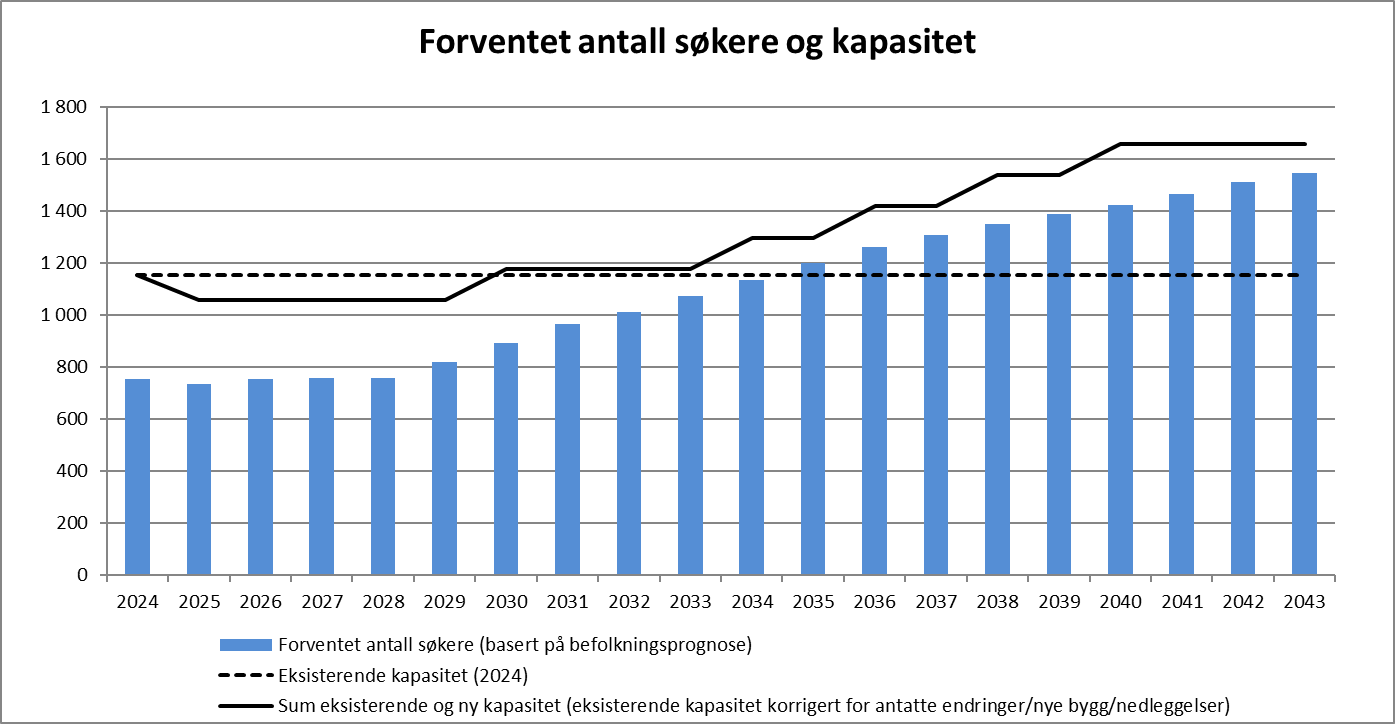 Forventet antall søkere og kapasitet
1 800
1 600
1 400
1 200
1 000
800
600
400
200
0
2024 2025 2026 2027 2028 2029 2030 2031 2032 2033 2034 2035 2036 2037 2038 2039 2040 2041 2042 2043
Forventet antall søkere (basert på befolkningsprognose)
Eksisterende kapasitet (2024)
Sum eksisterende og ny kapasitet (eksisterende kapasitet korrigert for antatte endringer/nye bygg/nedleggelser)